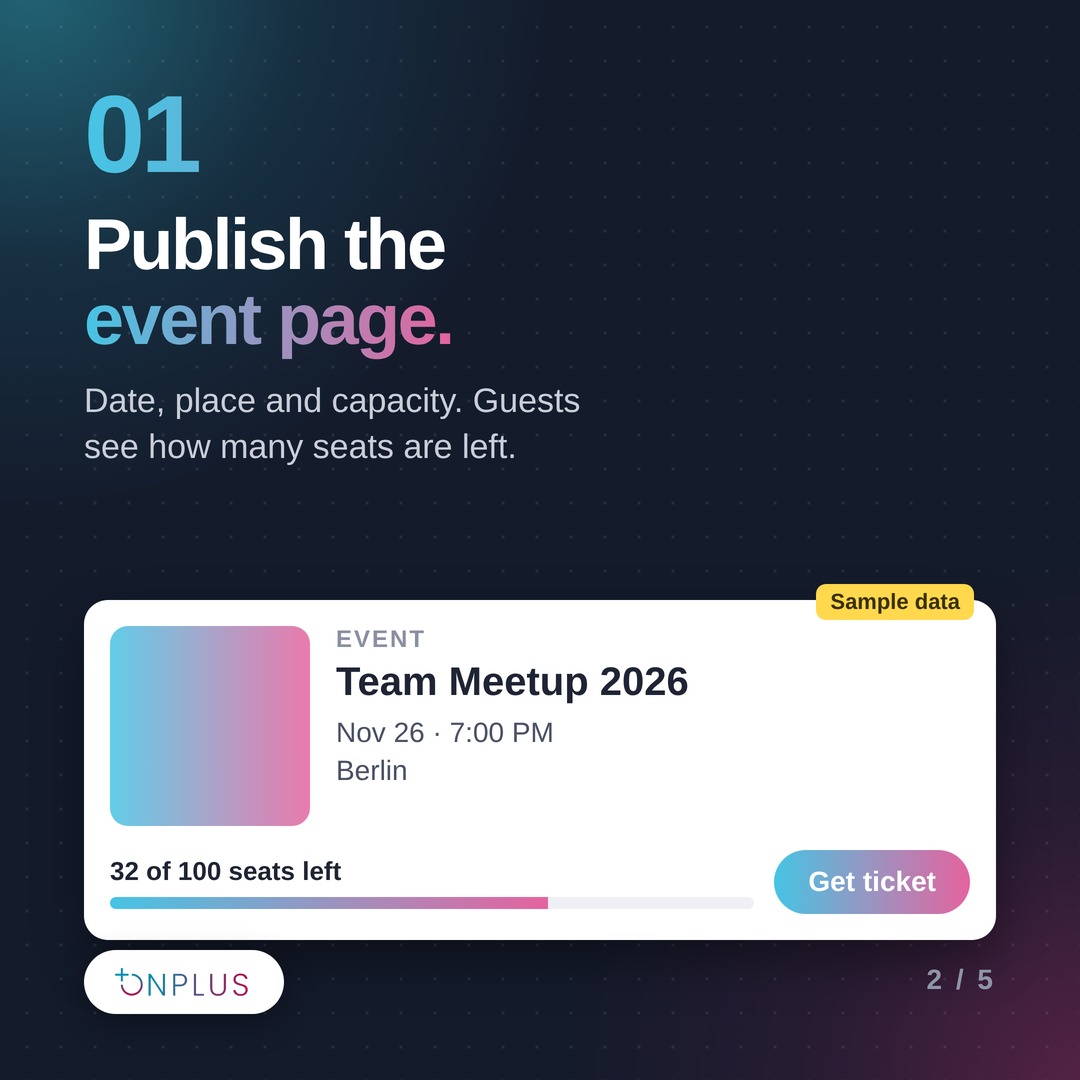 01
Publish the
event page.
Date, place and capacity. Guests
see how many seats are left.
Sample data
EVENT
Team Meetup 2026
Nov 26 · 7:00 PM
Berlin
32 of 100 seats left
Get ticket
ONPLUS
2 / 5